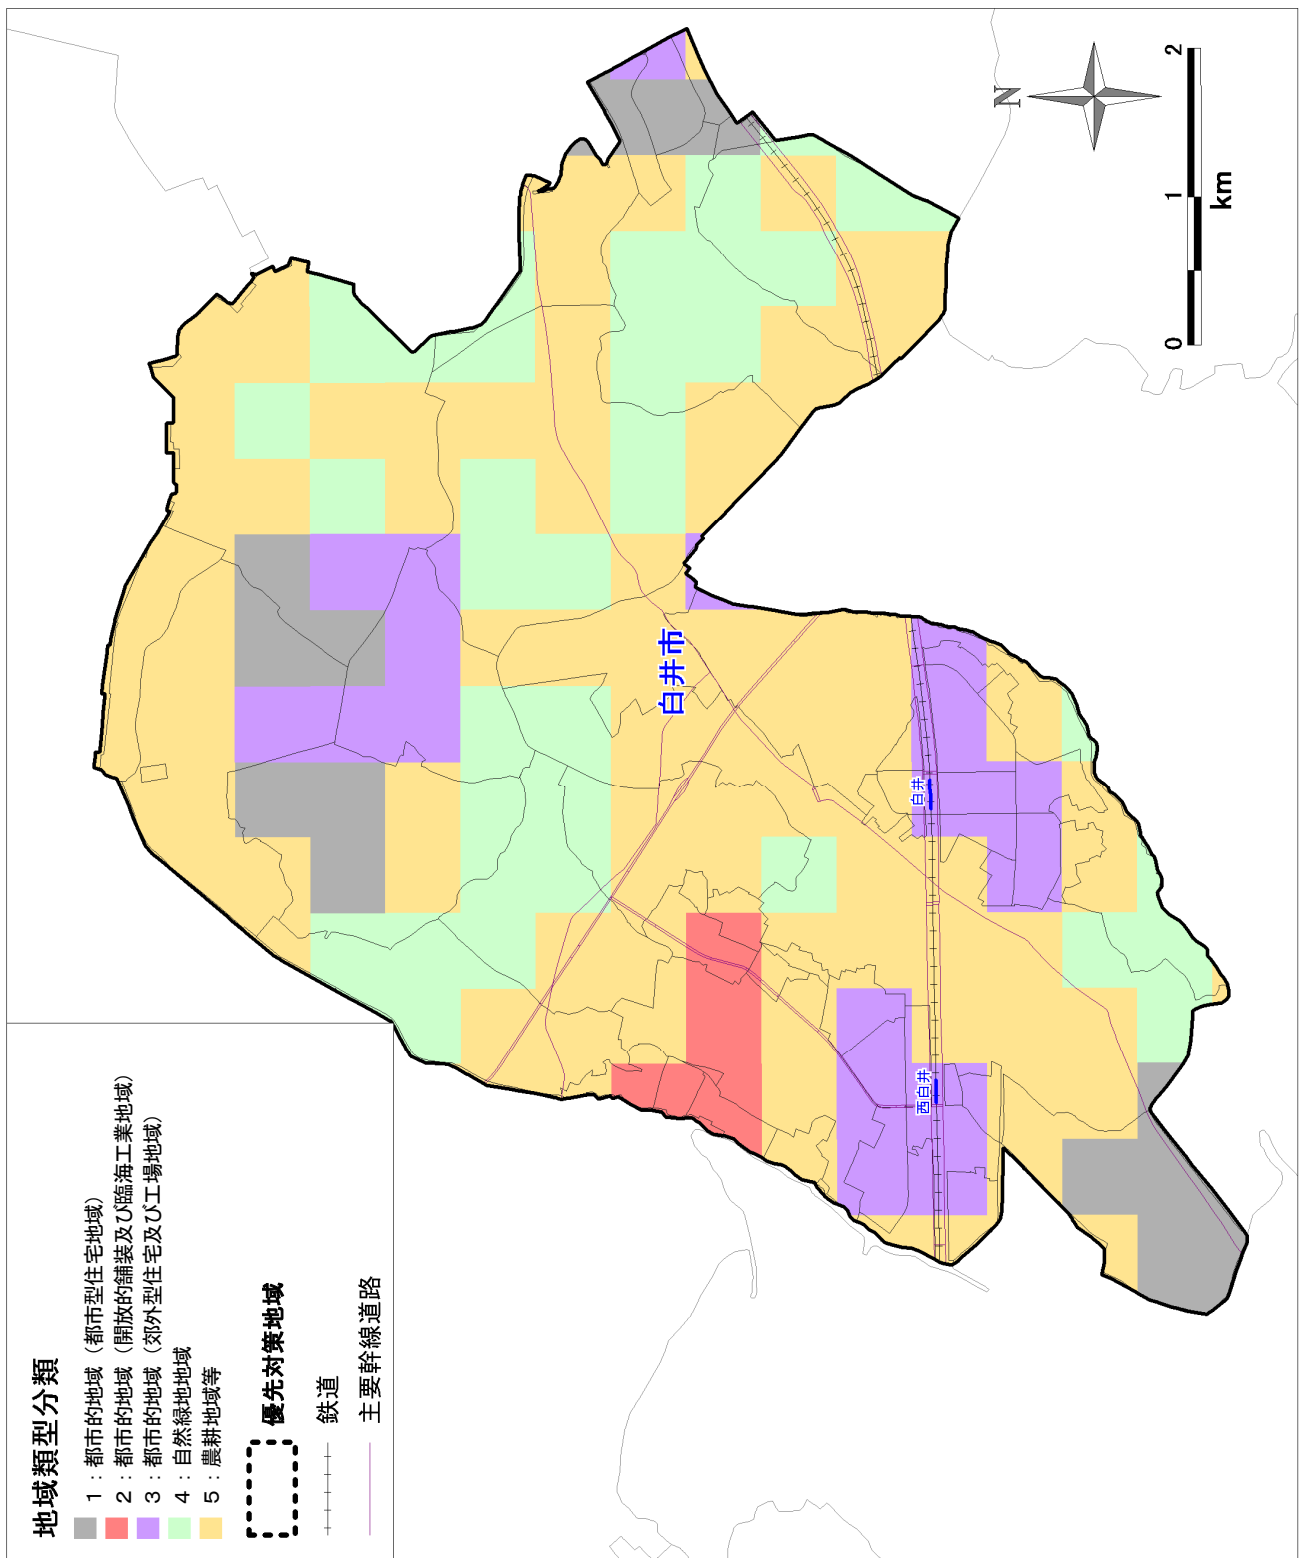 地域類型分類
1：都市的地域（都市型住宅地域）
2：都市的地域（開放的舗装及び臨海工業地域）
3：都市的地域（郊外型住宅及び工場地域）
4：自然緑地地域
5：農耕地域等
優先対策地域
鉄道
主要幹線道路
白井市
西白井
白井
N
0 1 2
km